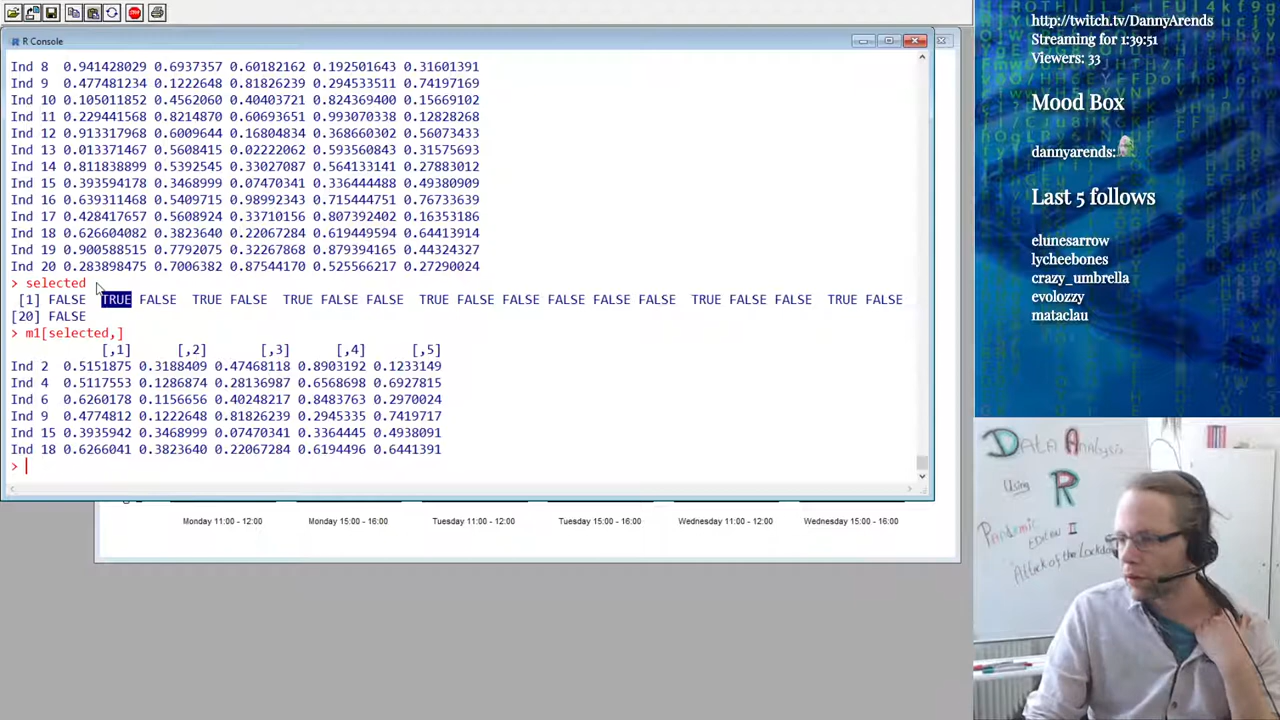 R Console
Ind 8 0.941428029 0.6937357 0.60182162 0.192621643 0.31601391
Ind 9 0.477481234 0.1222648 0.81826239 0.294533511 0.74197169
Ind 10 0.105011852 0.4562060 0.40403721 0.824369400 0.15669102
Ind 11 0.229441568 0.8214870 0.60693651 0.993070338 0.12828268
Ind 12 0.913317968 0.6009644 0.16804834 0.368660302 0.56073433
Ind 13 0.013371467 0.5608415 0.02222062 0.593560843 0.31575693
Ind 14 0.811838899 0.5392545 0.33027087 0.564133141 0.27883012
Ind 15 0.393594178 0.3468999 0.07470341 0.336444488 0.49380909
Ind 16 0.639311468 0.5409715 0.98992343 0.715444751 0.76733639
Ind 17 0.428417657 0.5608924 0.33710156 0.807392402 0.16353186
Ind 18 0.626604082 0.3823640 0.22067284 0.619449594 0.64413914
Ind 19 0.900588515 0.7792075 0.32267868 0.879394165 0.44324327
Ind 20 0.283898475 0.7006382 0.87544170 0.525566217 0.27290024
> selected
[1] FALSE TRUE FALSE TRUE FALSE TRUE FALSE FALSE TRUE FALSE FALSE FALSE FALSE FALSE TRUE FALSE FALSE TRUE FALSE
[20] FALSE
> m1[selected,]
[,1] [,2] [,3] [,4] [,5]
Ind 2 0.5151875 0.3188409 0.47468118 0.8903192 0.1233149
Ind 4 0.5117553 0.1286874 0.28136987 0.6568698 0.6927815
Ind 6 0.6260178 0.1156656 0.40248217 0.8483763 0.2970024
Ind 9 0.4774812 0.1222648 0.81826239 0.2945335 0.7419717
Ind 15 0.3935942 0.3468999 0.07470341 0.3364445 0.4938091
Ind 18 0.6266041 0.3823640 0.22067284 0.6194496 0.6441391
>
Monday 11:00 - 12:00 Monday 15:00 - 16:00 Tuesday 11:00 - 12:00 Tuesday 15:00 - 16:00 Wednesday 11:00 - 12:00 Wednesday 15:00 - 16:00
http://twitch.tv/DannyArends
Streaming for 1:39:51
Viewers: 33
Mood Box
dannyarends:
Last 5 follows
elunesarrow
lycheebones
crazy_umbrella
evolozzy
mataclau
DATA ANALYSIS
Using R
Pandemic
Edition II
Attack of the Lockdown